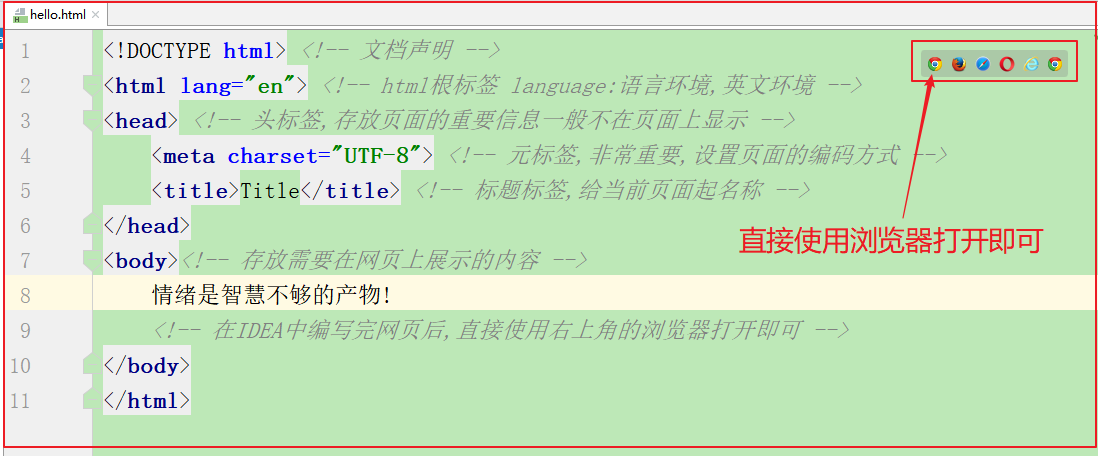 hello.html
1 <!DOCTYPE html> <!-- 文档声明 -->
2 <html lang="en"> <!-- html根标签 language:语言环境,英文环境 -->
3 <head> <!-- 头标签,存放页面的重要信息一般不在页面上显示 -->
4 <meta charset="UTF-8"> <!-- 元标签,非常重要,设置页面的编码方式 -->
5 <title>Title</title> <!-- 标题标签,给当前页面起名称 -->
6 </head>
直接使用浏览器打开即可
7 <body><!-- 存放需要在网页上展示的内容 -->
8 情绪是智慧不够的产物!
9 <!-- 在IDEA中编写完网页后,直接使用右上角的浏览器打开即可 -->
10 </body>
11 </html>